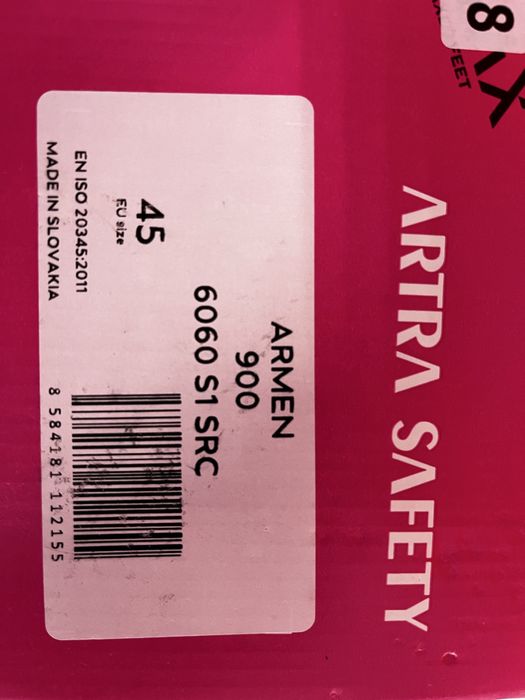 8
FEET
ARTRA SAFETY
ARMEN
900
6060 S1 SRC
45
EU size
EN ISO 20345:2011
MADE IN SLOVAKIA
8 584181 112155